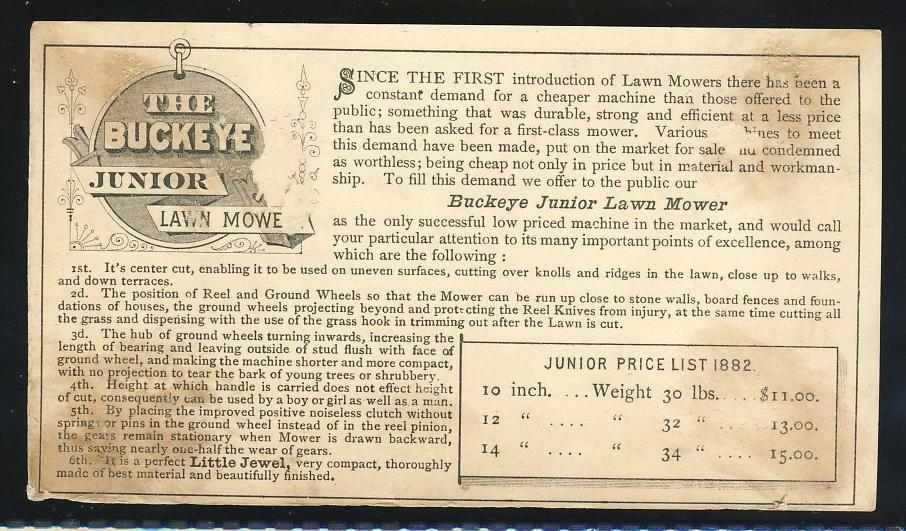 THE
BUCKEYE
JUNIOR
LAWN MOWE
SINCE THE FIRST introduction of Lawn Mowers there has been a
constant demand for a cheaper machine than those offered to the
public; something that was durable, strong and efficient at a less price
than has been asked for a first-class mower. Various hines to meet
this demand have been made, put on the market for sale condemned
as worthless; being cheap not only in price but in material and workman-
ship. To fill this demand we offer to the public our
Buckeye Junior Lawn Mower
as the only successful low priced machine in the market, and would call
your particular attention to its many important points of excellence, among
which are the following :
1st. It's center cut, enabling it to be used on uneven surfaces, cutting over knolls and ridges in the lawn, close up to walks,
and down terraces.
2d. The position of Reel and Ground Wheels so that the Mower can be run up close to stone walls, board fences and foun-
dations of houses, the ground wheels projecting beyond and protecting the Reel Knives from injury, at the same time cutting all
the grass and dispensing with the use of the grass hook in trimming out after the Lawn is cut.
3d. The hub of ground wheels turning inwards, increasing the
length of bearing and leaving outside of stud flush with face of
ground wheel, and making the machine shorter and more compact,
with no projection to tear the bark of young trees or shrubbery.
4th. Height at which handle is carried does not effect height
of cut, consequently can be used by a boy or girl as well as a man.
5th. By placing the improved positive noiseless clutch without
springs or pins in the ground wheel instead of in the reel pinion,
the gears remain stationary when Mower is drawn backward,
thus saving nearly one-half the wear of gears.
6th. It is a perfect Little Jewel, very compact, thoroughly
made of best material and beautifully finished.
JUNIOR PRICE LIST 1882.
10 inch. ... Weight 30 lbs..... $11.00.
12 " .... " 32 " .... 13.00.
14 " .... " 34 " .... 15.00.